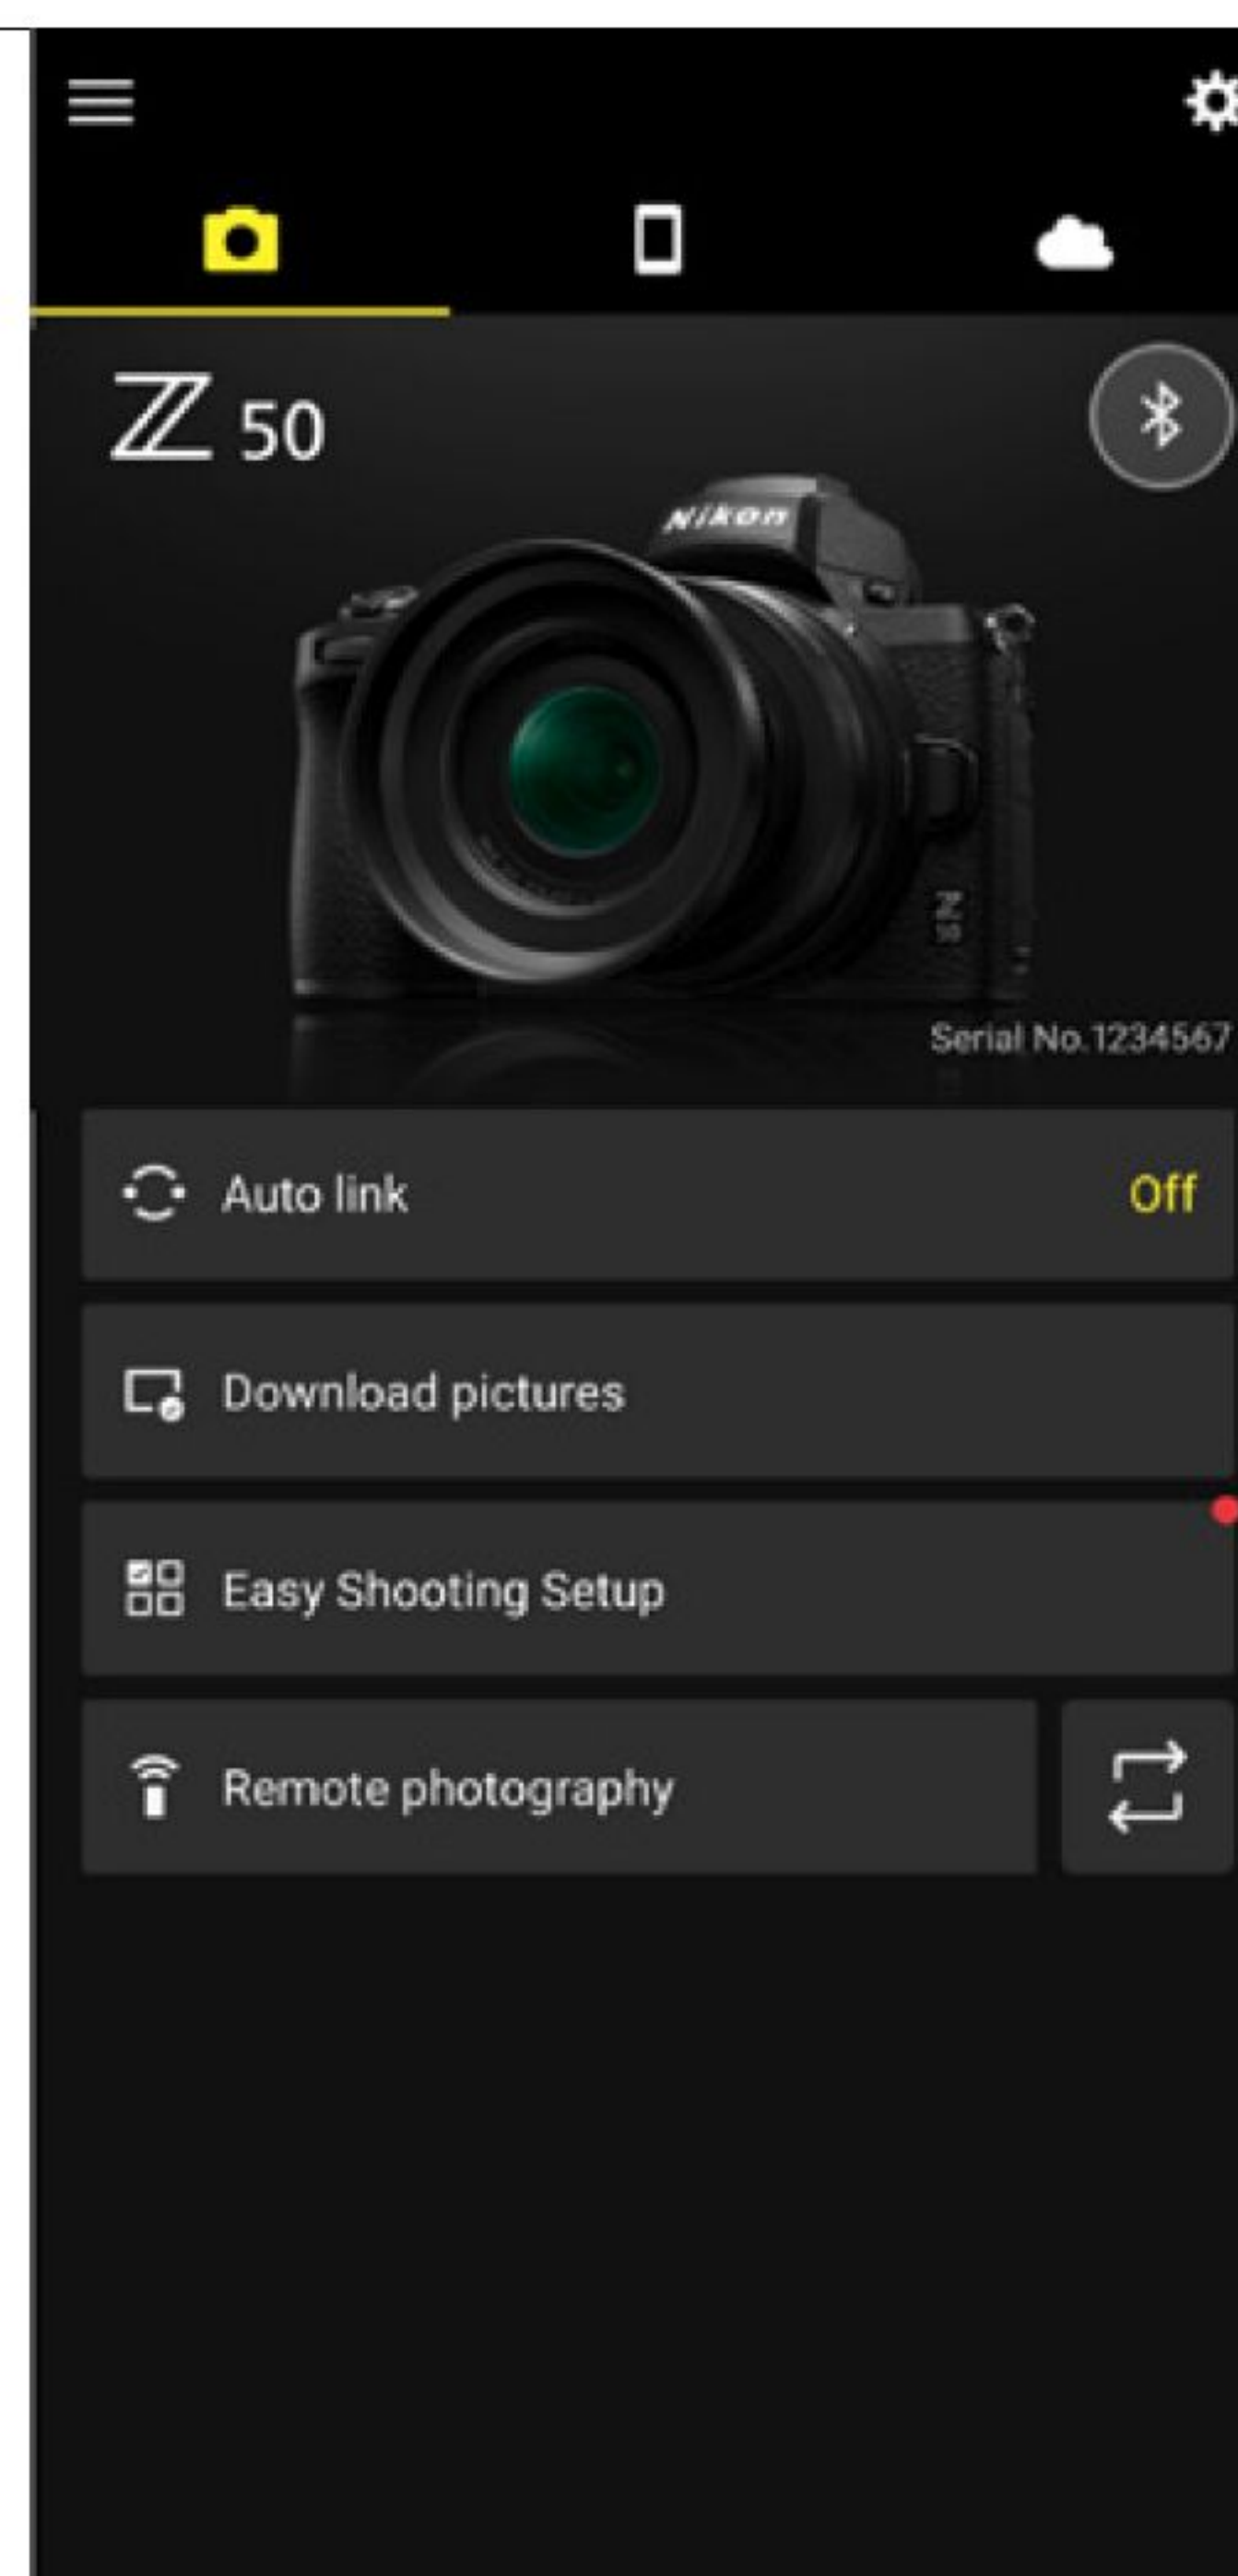 Z 50
Nikon
Serial No.1234567
Auto link Off
Download pictures
Easy Shooting Setup
Remote photography